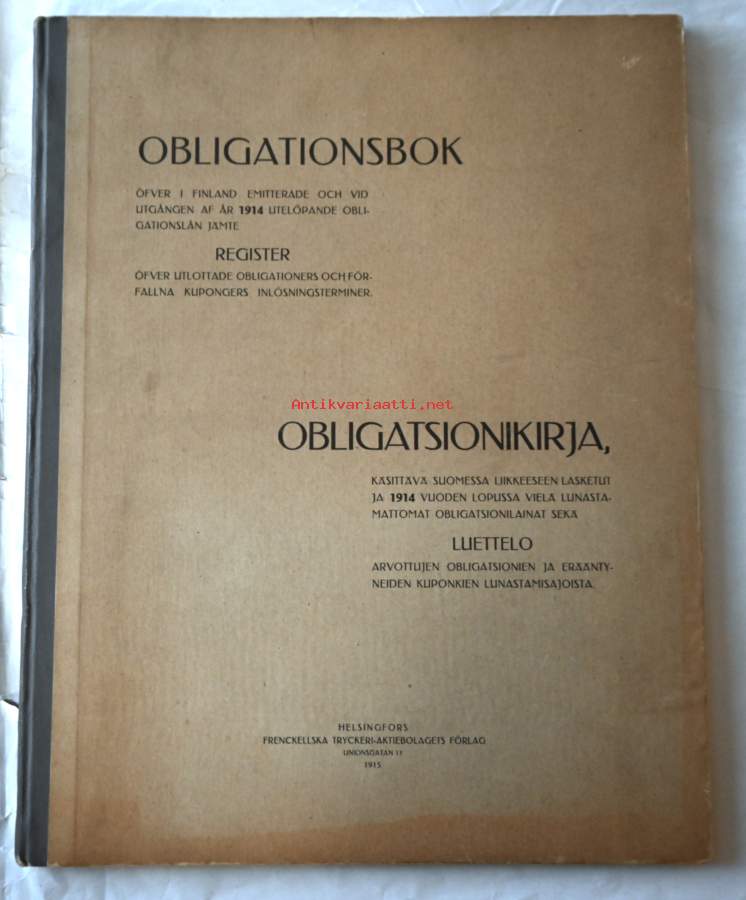 OBLIGATIONSBOK
ÖFVER I FINLAND EMITTERADE OCH VID
UTGÅNGEN AF ÅR 1914 UTELÖPANDE OBLI-
GATIONSLÅN JÄMTE
REGISTER
ÖFVER UTLOTTADE OBLIGATIONERS OCH FÖR-
FALLNA KUPONGERS INLÖSNINGSTERMINER.
Antikvariaatti.net
OBLIGATSIONIKIRJA,
KÄSITTÄVÄ SUOMESSA LIIKKEESEEN LASKETUT
JA 1914 VUODEN LOPUSSA VIELÄ LUNASTA-
MATTOMAT OBLIGATSIONILAINAT SEKÄ
LUETTELO
ARVOTTUJEN OBLIGATSIONIEN JA ERÄÄNTY-
NEIDEN KUPONKIEN LUNASTAMISAJOISTA.
HELSINGFORS
FRENCKELLSKA TRYCKERI-AKTIEBOLAGETS FÖRLAG
UNIONSGATAN
1915